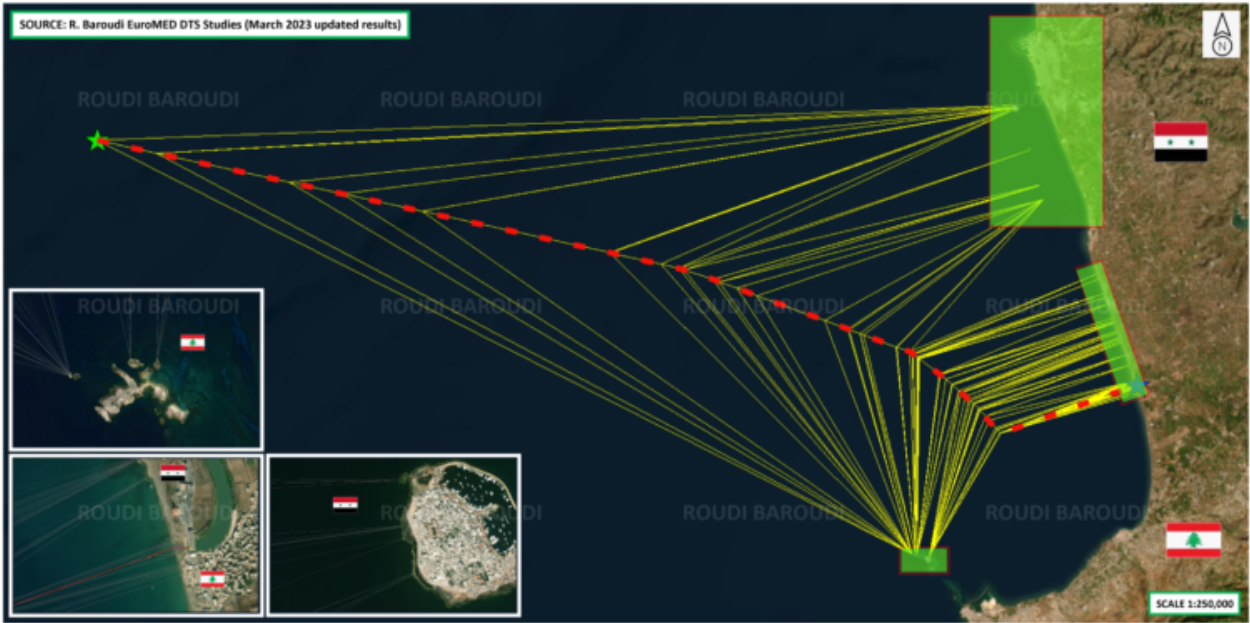 SOURCE: R. Baroudi EuroMED DTS Studies (March 2023 updated results)
N
ROUDI BAROUDI ROUDI BAROUDI ROUDI BAROUDI ROUDI BAROUDI
ROUDI BAROUDI ROUDI BAROUDI ROUDI BAROUDI ROUDI BAROUDI
ROUDI BAROUDI ROUDI BAROUDI ROUDI BAROUDI ROUDI BAROUDI
SCALE 1:250,000